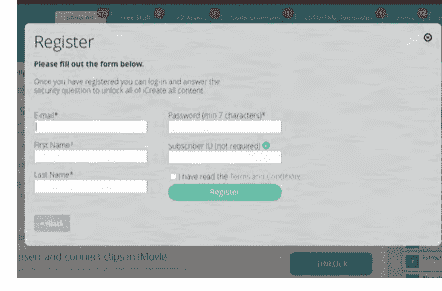 Register
Please fill out the form below.
Once you have registered you can log-in and answer the
security question to unlock all of iCreate all content.
E-mail*
Password (min 7 characters)*
First Name*
Subscriber ID (not required)
Last Name*
I have read the Terms and Conditions
Register
Back
and connect clips in iMovie
UNLOCK